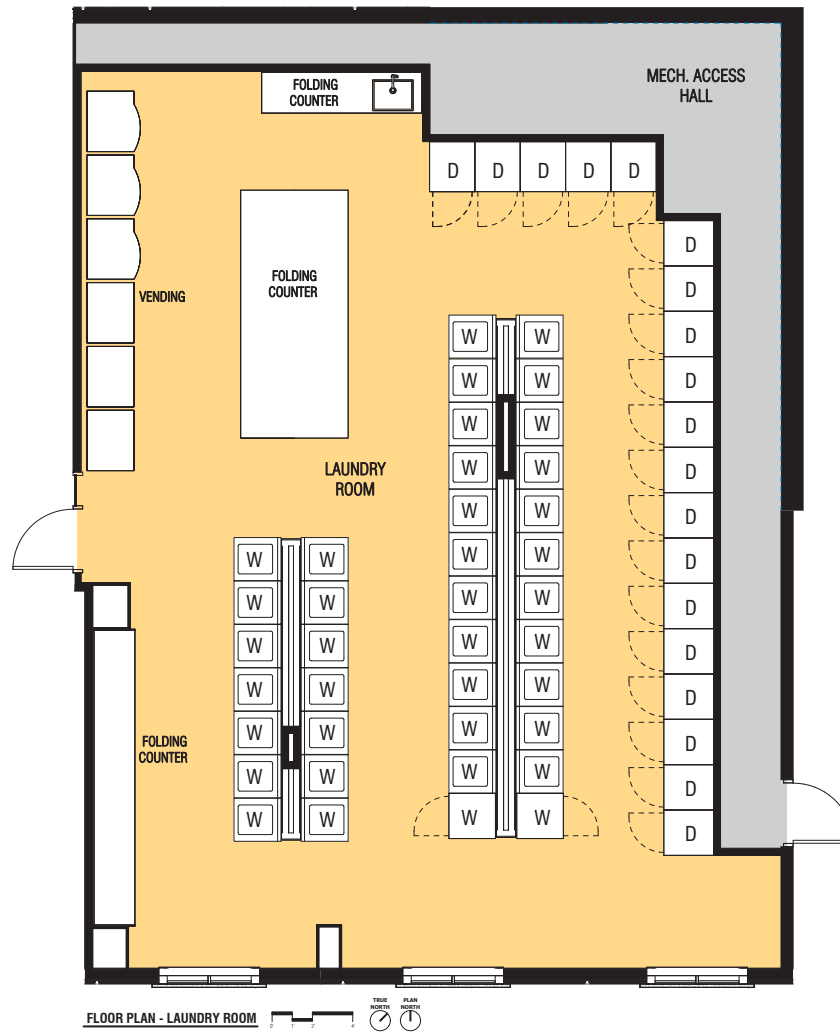 MECH. ACCESS
HALL
FOLDING
COUNTER
D D D D D
D
D
FOLDING
COUNTER
VENDING
D
W W
D
W W
D
W W
LAUNDRY
ROOM
W W
D
W W
D
W W
W W
D
W W
W W
D
W W
W W
D
W W
W W
D
FOLDING
COUNTER
W W
W W
D
W W
W W
D
W W
W W
D
W W
D
FLOOR PLAN - LAUNDRY ROOM
0' 1' 2' 4'
TRUE
NORTH
PLAN
NORTH